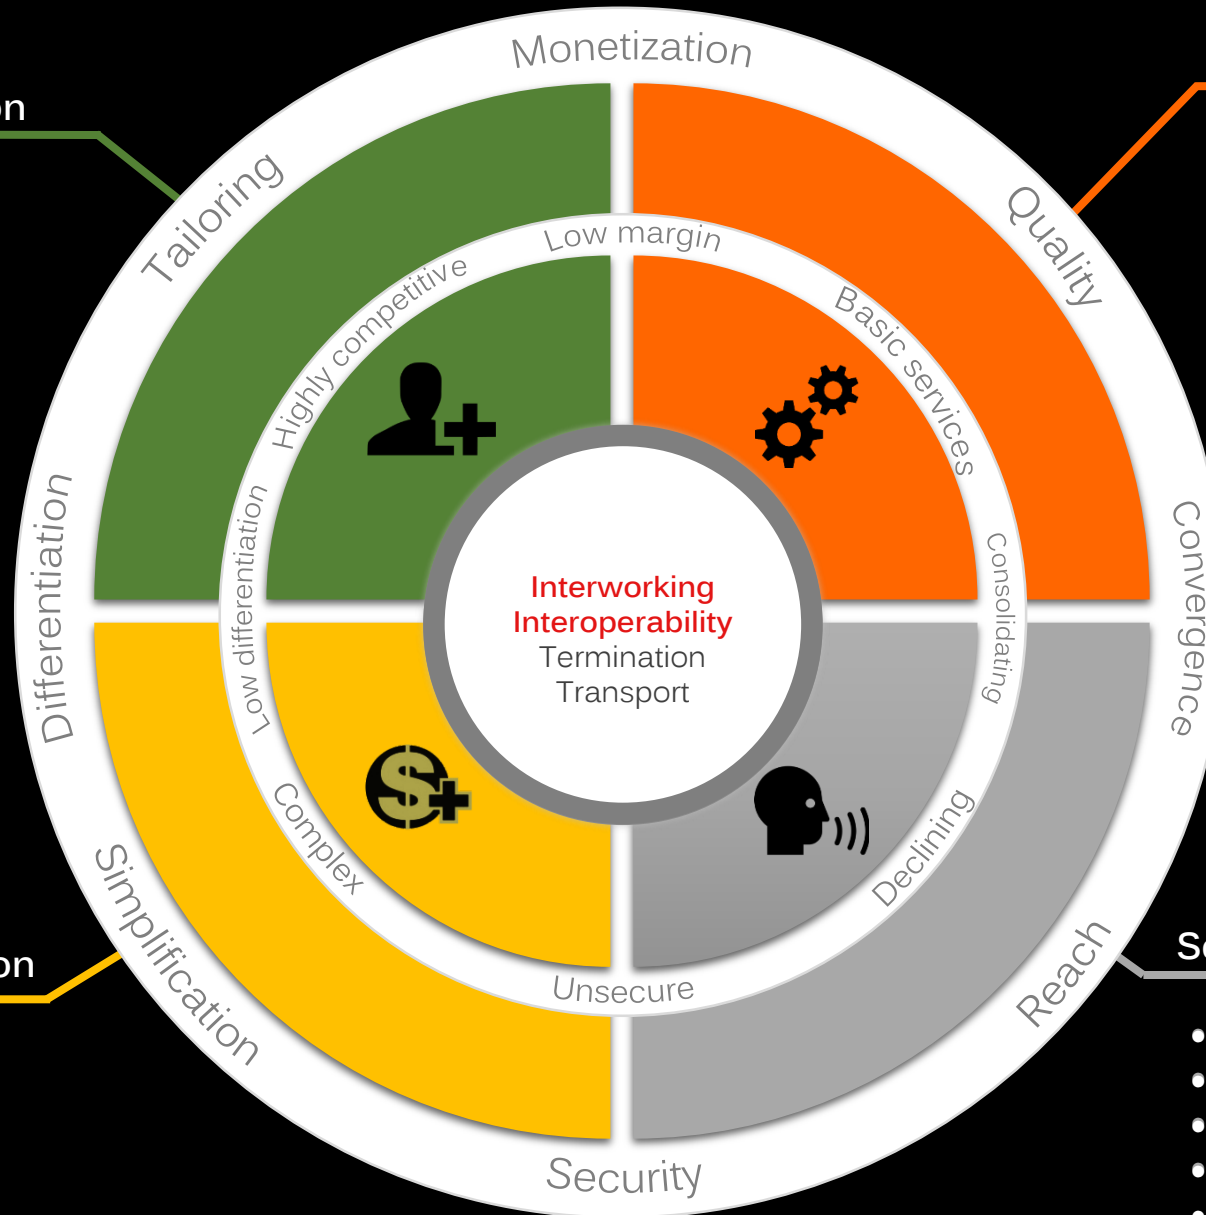 Monetization
Tailoring
Quality
Low margin
Highly competitive
Basic services
Differentiation
Low differentiation
Interworking
Interoperability
Termination
Transport
Consolidating
Convergence
Complex
Declining
Simplification
Unsecure
Reach
Security